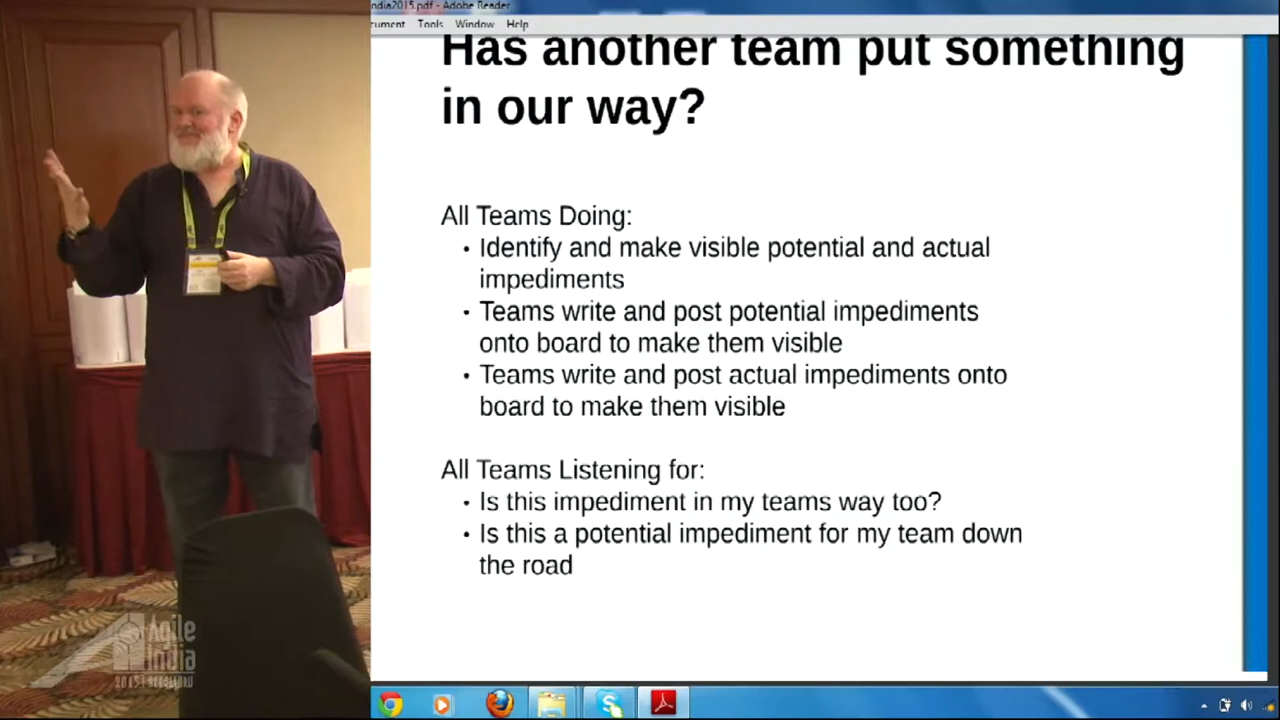 ndia2015.pdf - Adobe Reader
cument Tools Window Help
Has another team put something
in our way?
All Teams Doing:
• Identify and make visible potential and actual
impediments
• Teams write and post potential impediments
onto board to make them visible
• Teams write and post actual impediments onto
board to make them visible
All Teams Listening for:
• Is this impediment in my teams way too?
• Is this a potential impediment for my team down
the road
Agile
India
2015 | BENGALURU